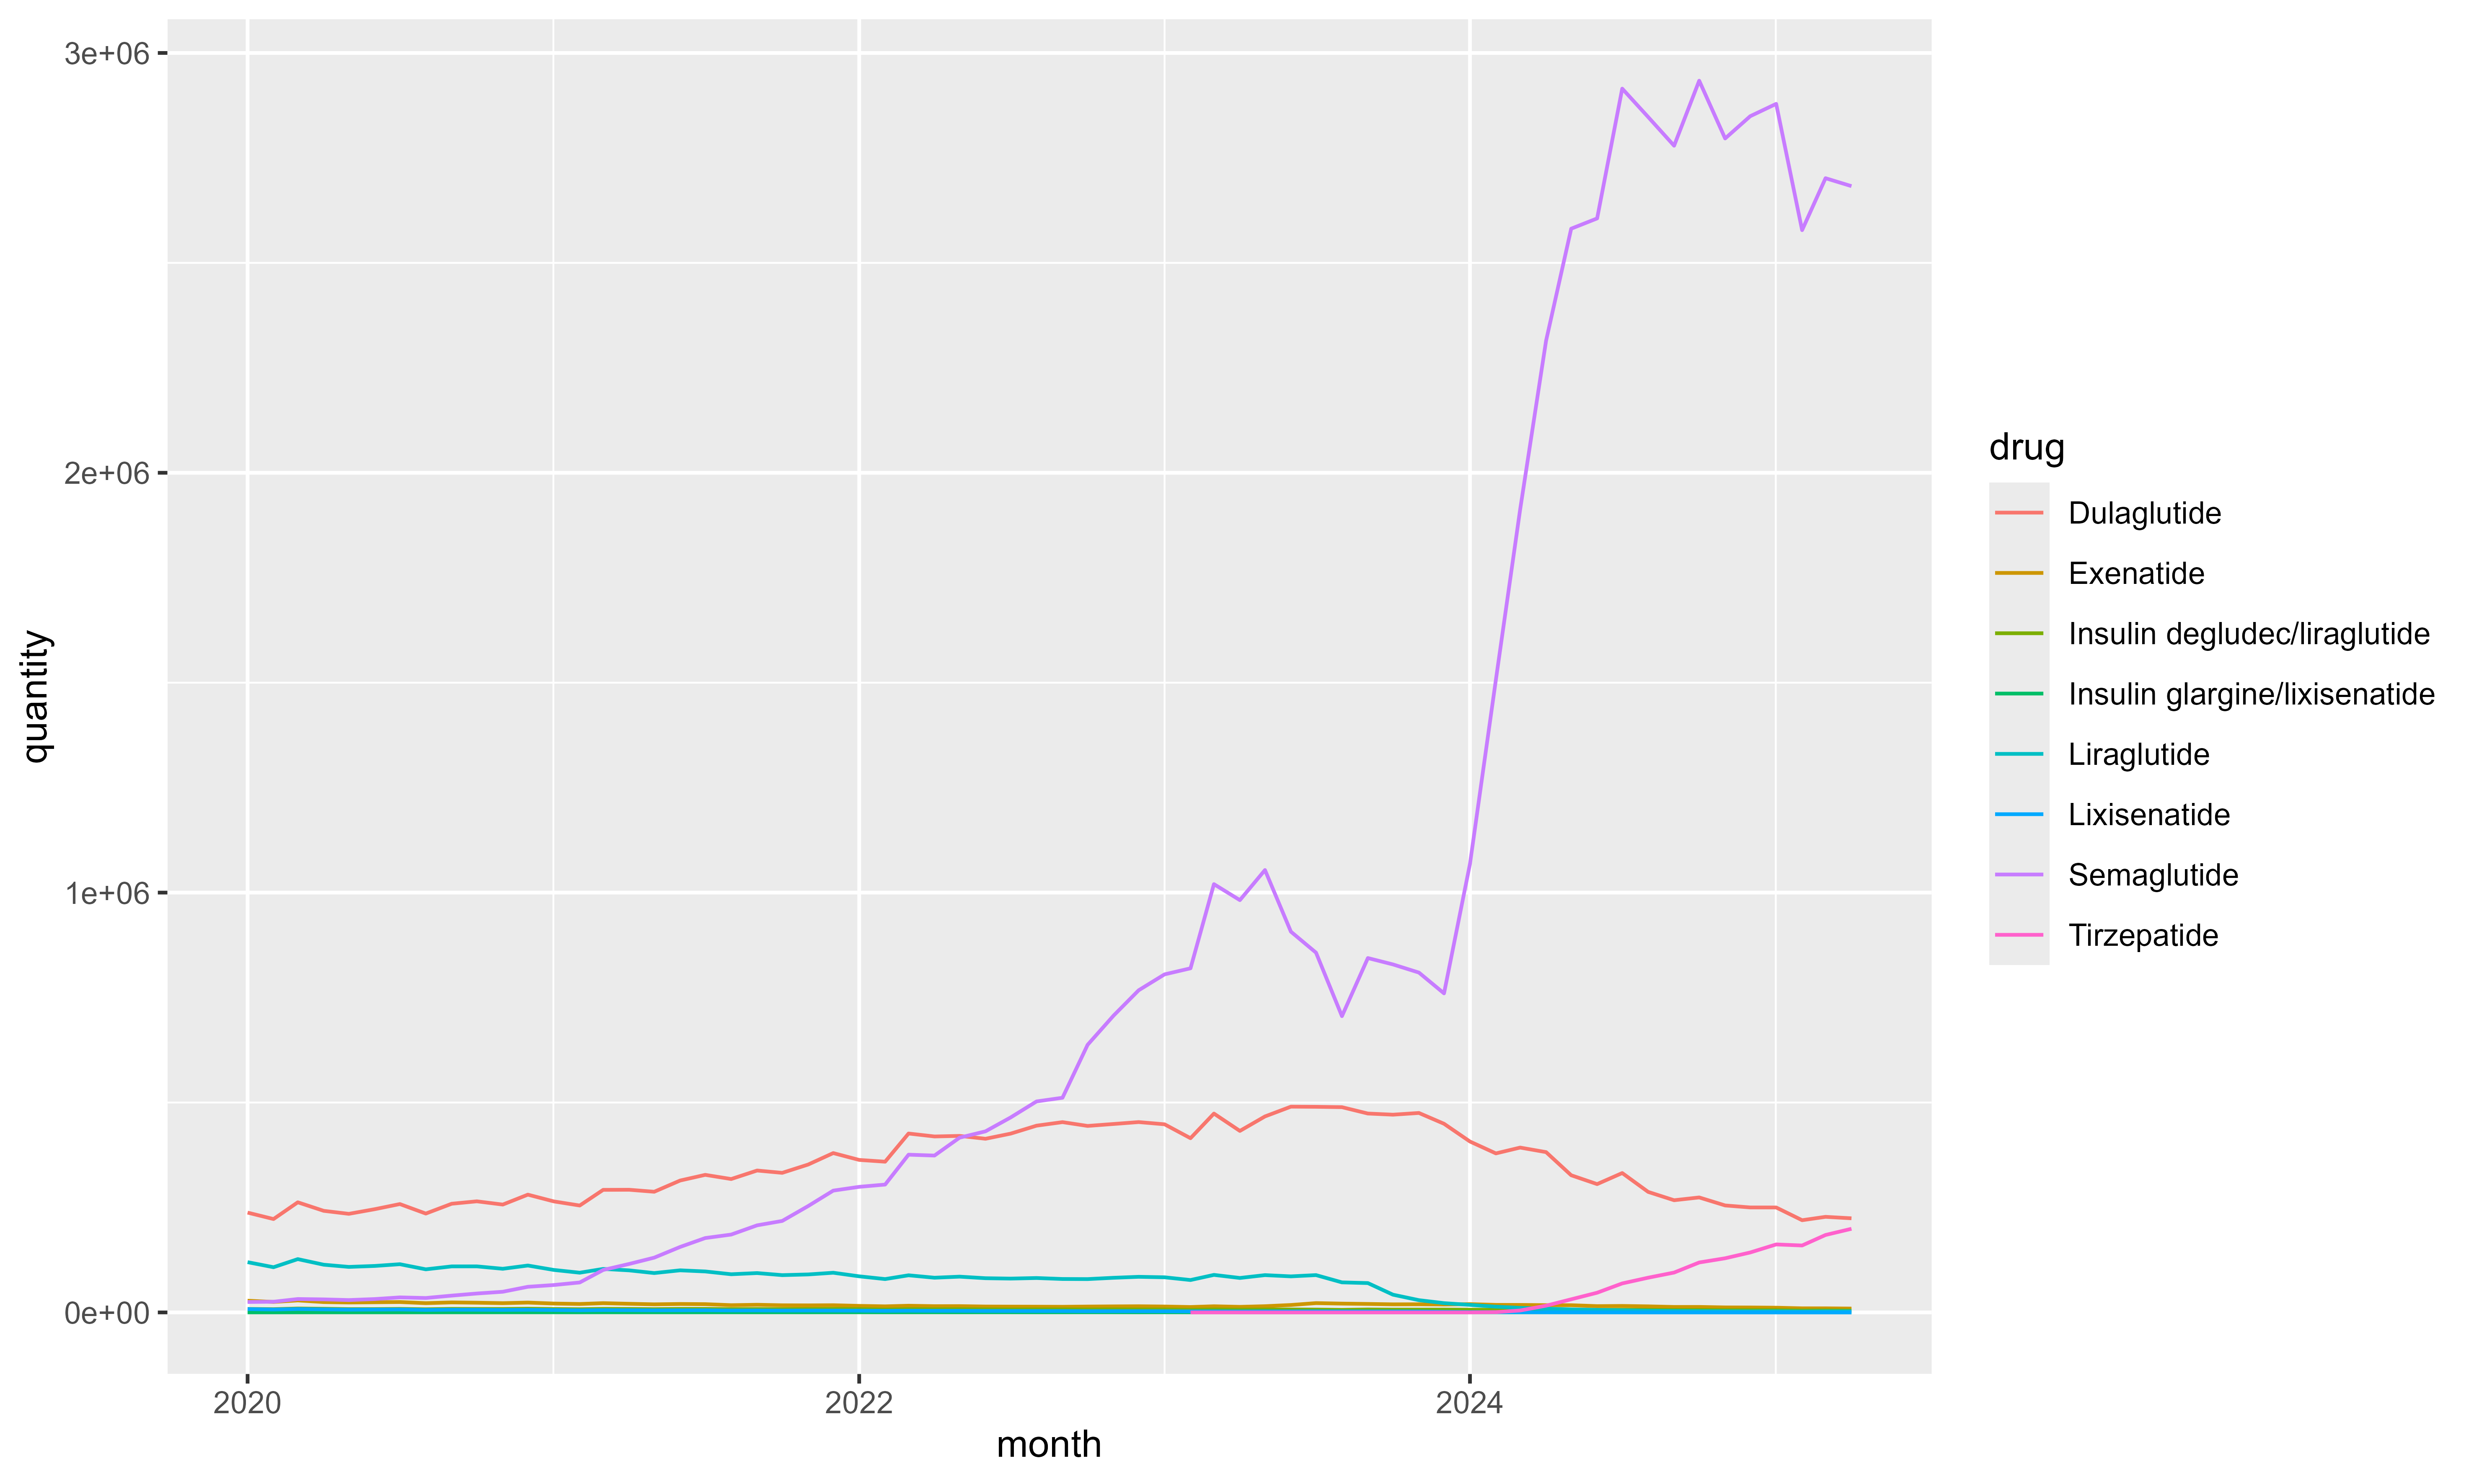 3e+06
2e+06
1e+06
0e+00
quantity
2020
2022
2024
month
drug
Dulaglutide
Exenatide
Insulin degludec/liraglutide
Insulin glargine/lixisenatide
Liraglutide
Lixisenatide
Semaglutide
Tirzepatide